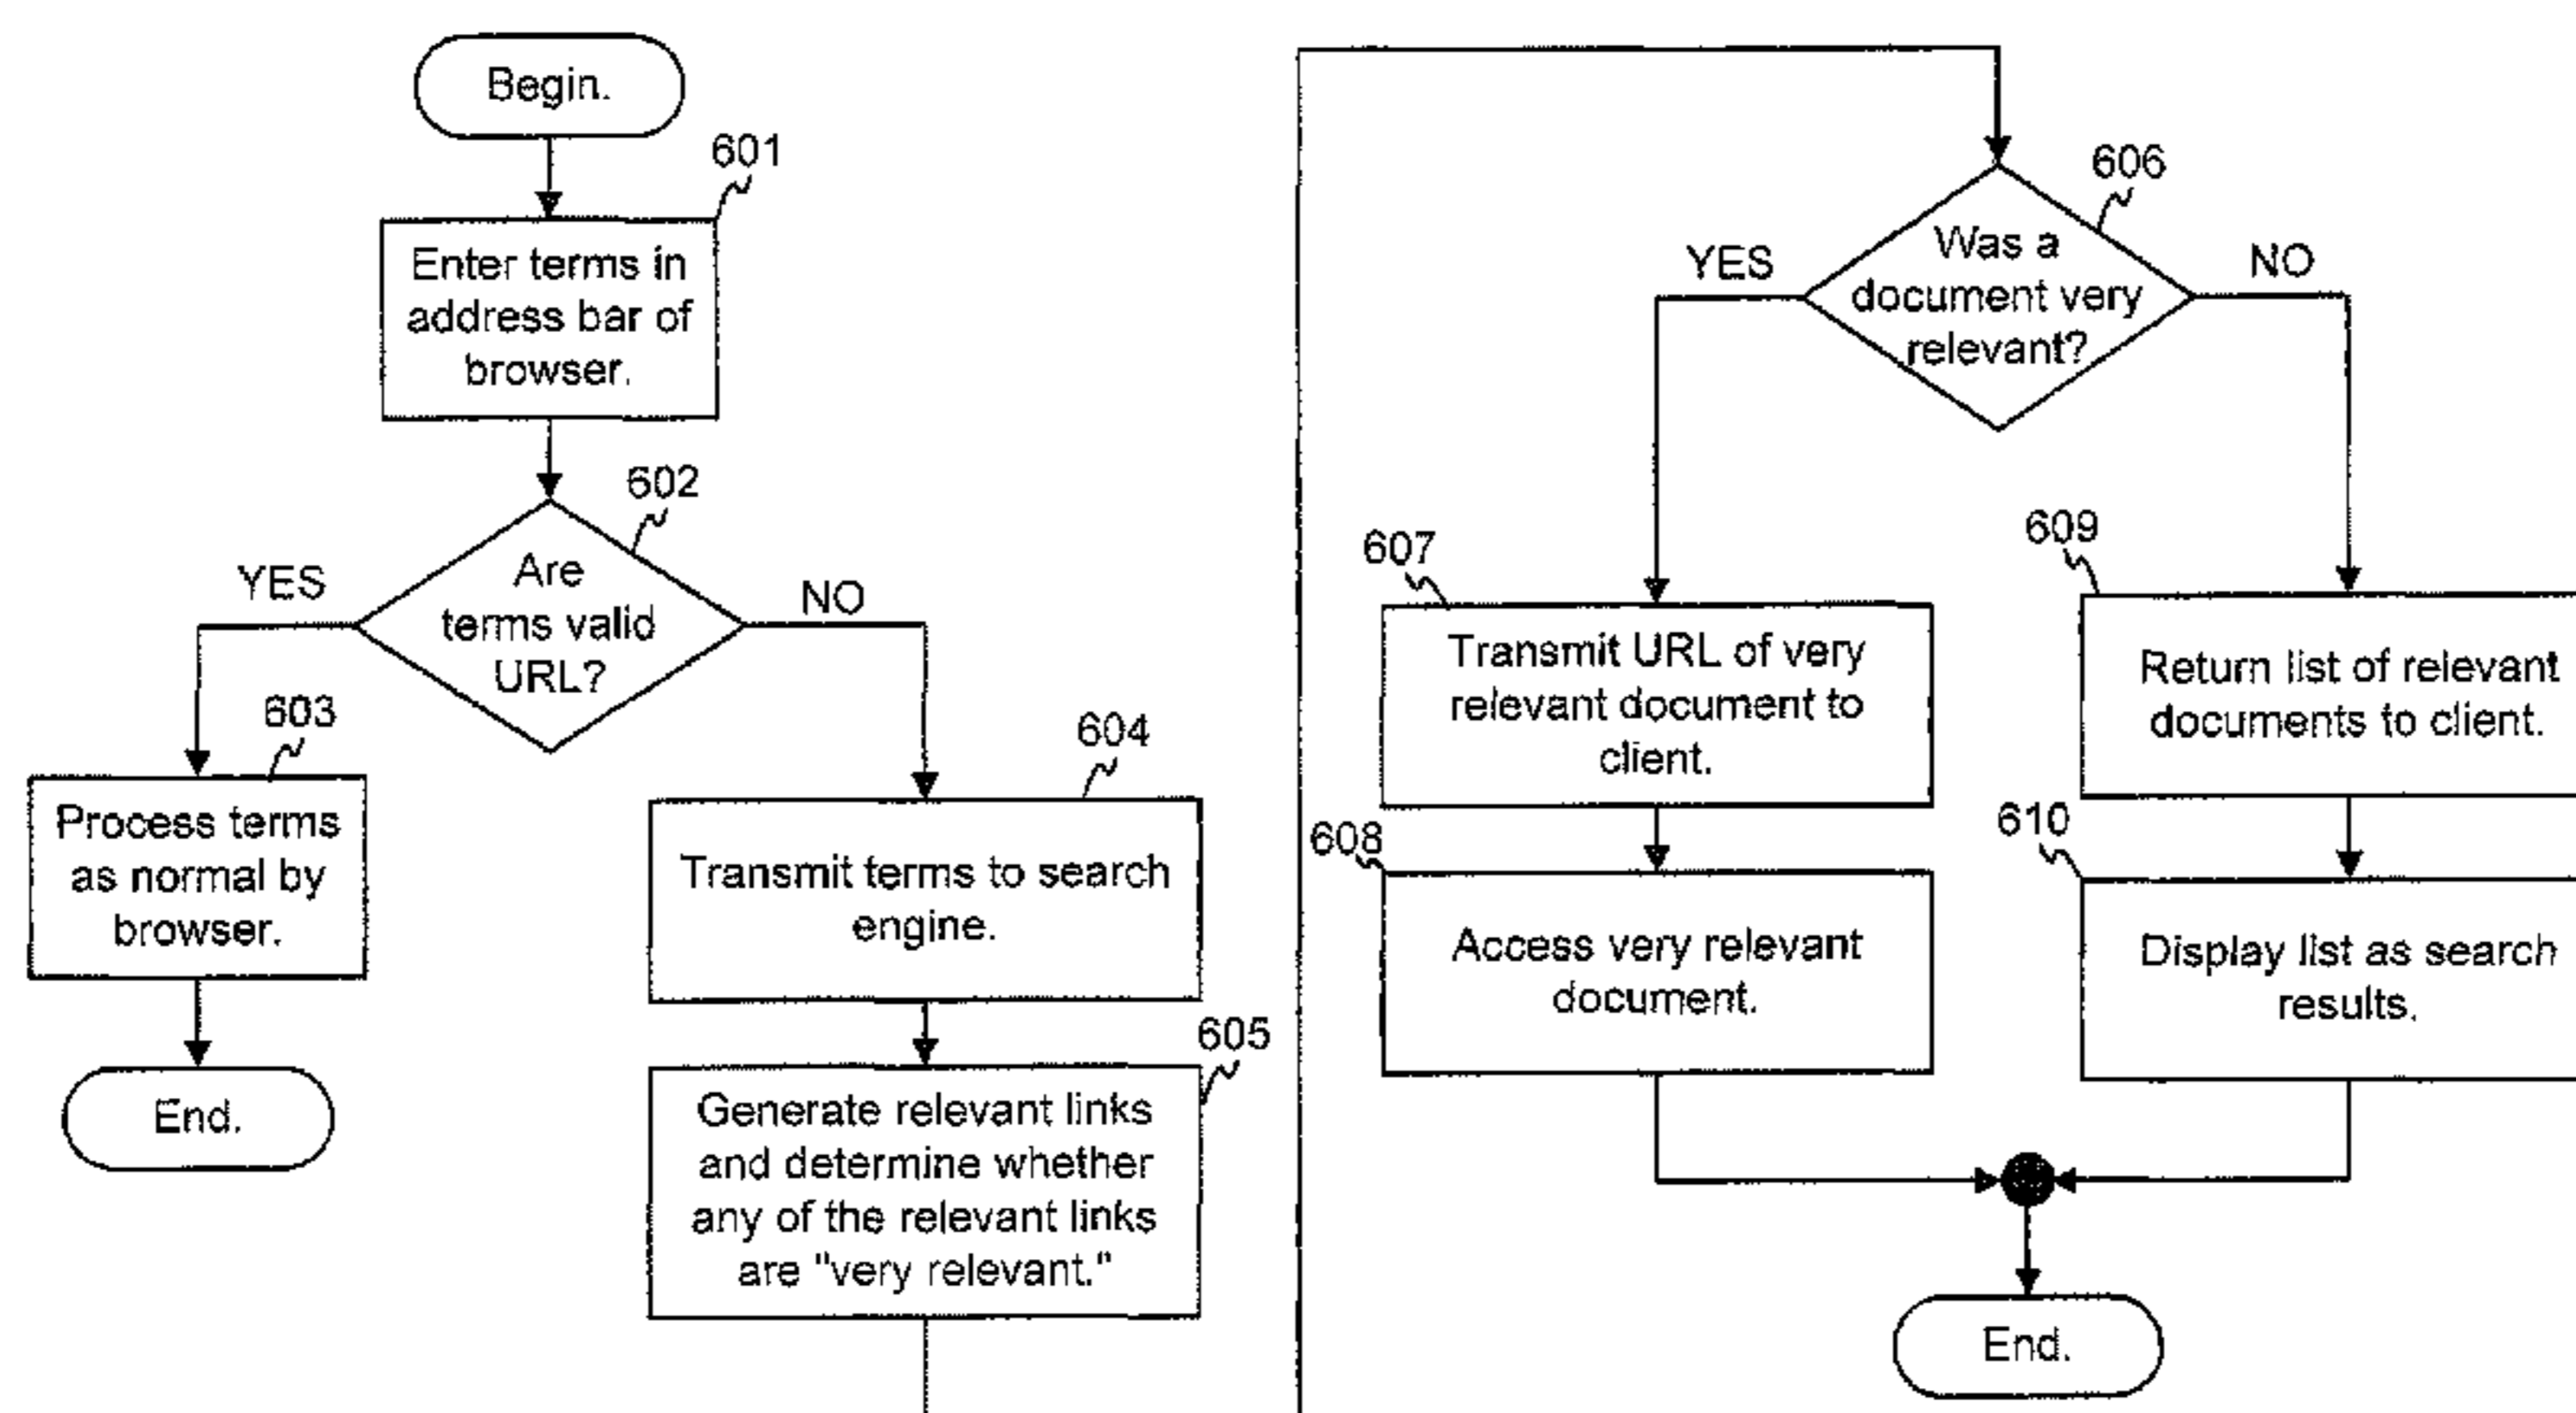 Begin.
601
Enter terms in
address bar of
browser.
602
Are
terms valid
URL?
YES
NO
603
Process terms
as normal by
browser.
End.
604
Transmit terms to search
engine.
605
Generate relevant links
and determine whether
any of the relevant links
are "very relevant."
606
Was a
document very
relevant?
YES
NO
607
Transmit URL of very
relevant document to
client.
608
Access very relevant
document.
609
Return list of relevant
documents to client.
610
Display list as search
results.
End.